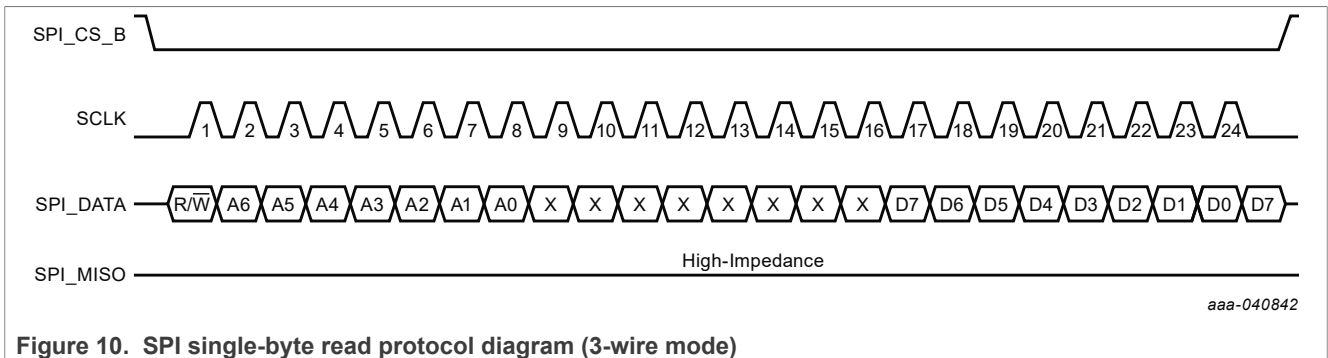 SPI_CS_B
SCLK
1 2 3 4 5 6 7 8 9 10 11 12 13 14 15 16 17 18 19 20 21 22 23 24
SPI_DATA
R/W̅ A6 A5 A4 A3 A2 A1 A0 X X X X X X X X D7 D6 D5 D4 D3 D2 D1 D0 D7
High-Impedance
SPI_MISO
aaa-040842
Figure 10. SPI single-byte read protocol diagram (3-wire mode)